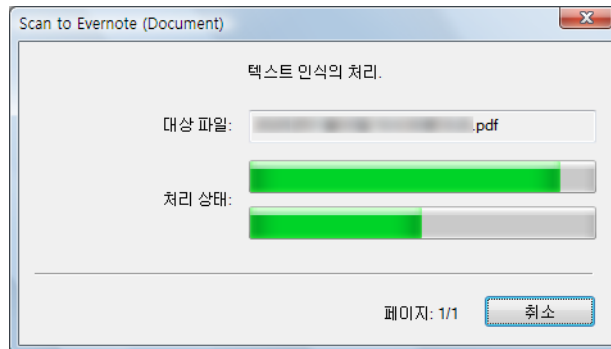 Scan to Evernote (Document)
텍스트 인식의 처리.
대상 파일: .pdf
처리 상태:
페이지: 1/1 취소